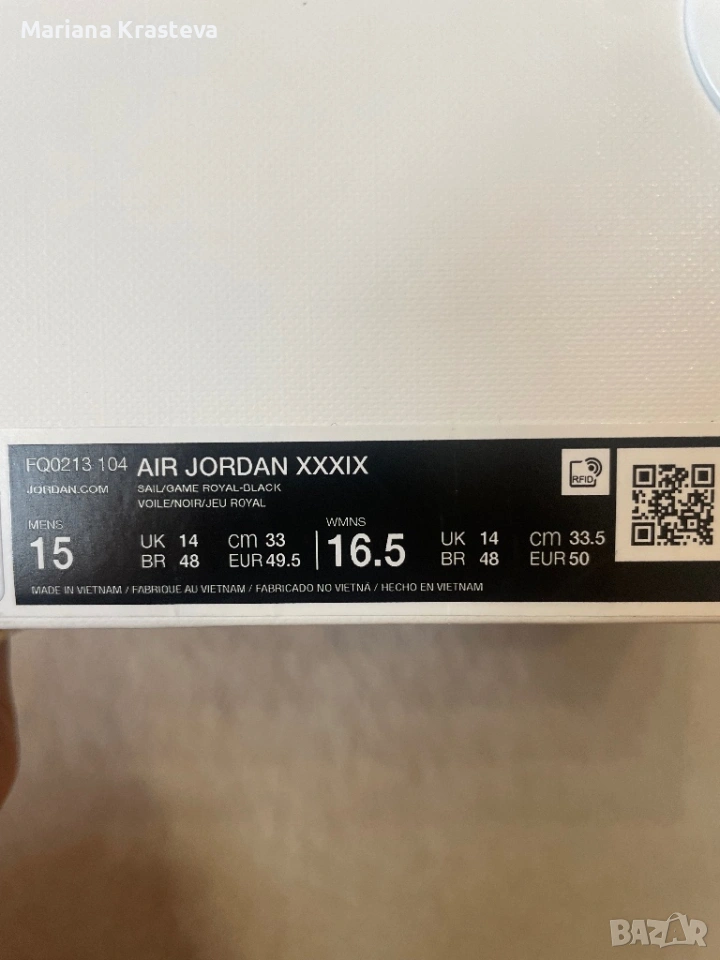 Mariana Krasteva
FQ0213 104 AIR JORDAN XXXIX
JORDAN.COM
SAIL/GAME ROYAL-BLACK
VOILE/NOIR/JEU ROYAL
RFID
MENS
15
UK 14 cm 33
BR 48 EUR 49.5
WMNS
16.5
UK 14 cm 33.5
BR 48 EUR 50
MADE IN VIETNAM / FABRIQUE AU VIETNAM / FABRICADO NO VIETNÃ / HECHO EN VIETNAM
BAZAR